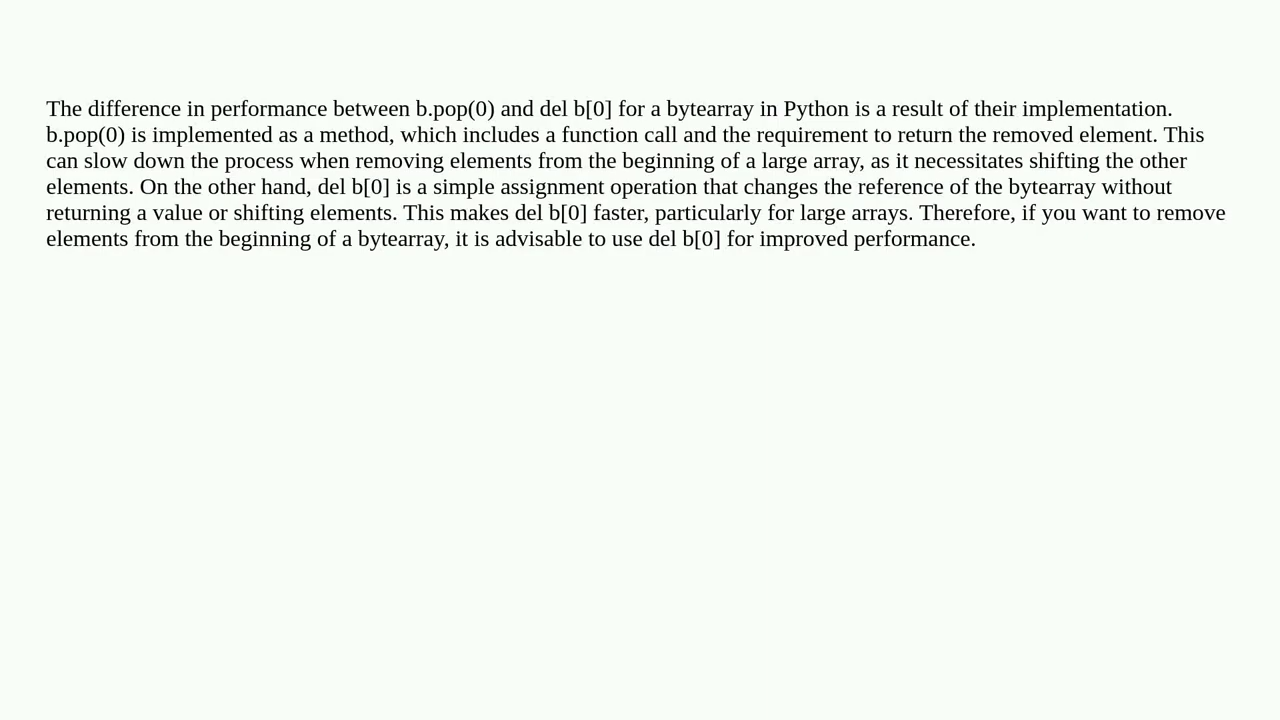 The difference in performance between b.pop(0) and del b[0] for a bytearray in Python is a result of their implementation.
b.pop(0) is implemented as a method, which includes a function call and the requirement to return the removed element. This
can slow down the process when removing elements from the beginning of a large array, as it necessitates shifting the other
elements. On the other hand, del b[0] is a simple assignment operation that changes the reference of the bytearray without
returning a value or shifting elements. This makes del b[0] faster, particularly for large arrays. Therefore, if you want to remove
elements from the beginning of a bytearray, it is advisable to use del b[0] for improved performance.